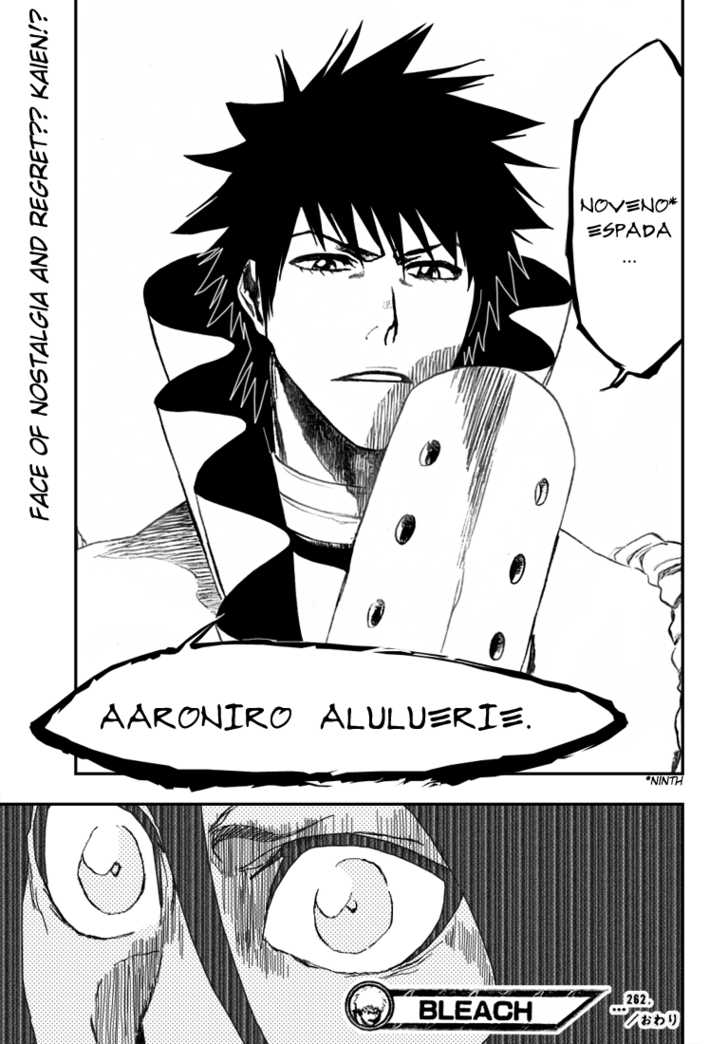 FACE OF NOSTALGIA AND REGRET?? KAIEN!?
NOVENO*
ESPADA
...
AARONIRO ALULUERIE.
*NINTH
BLEACH
262.
...／おわり